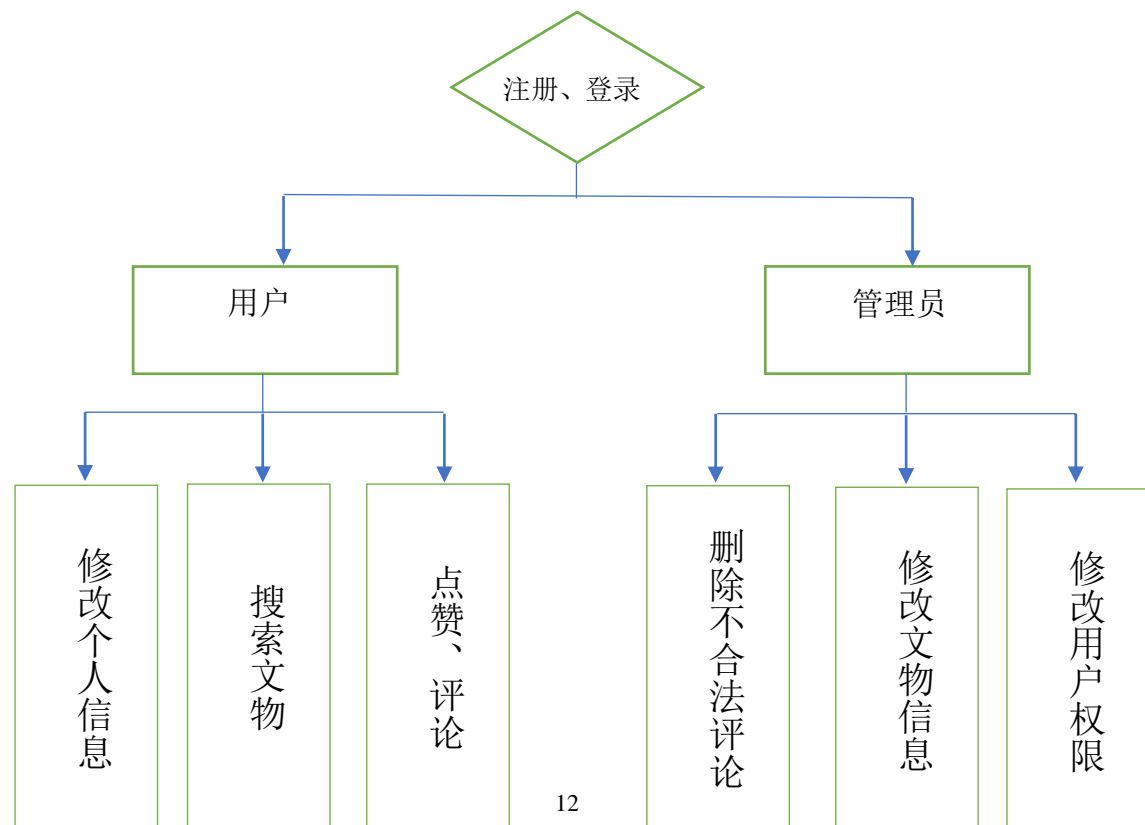 注册、登录
用户
管理员
修改个人信息
搜索文物
点赞、评论
删除不合法评论
修改文物信息
修改用户权限
12